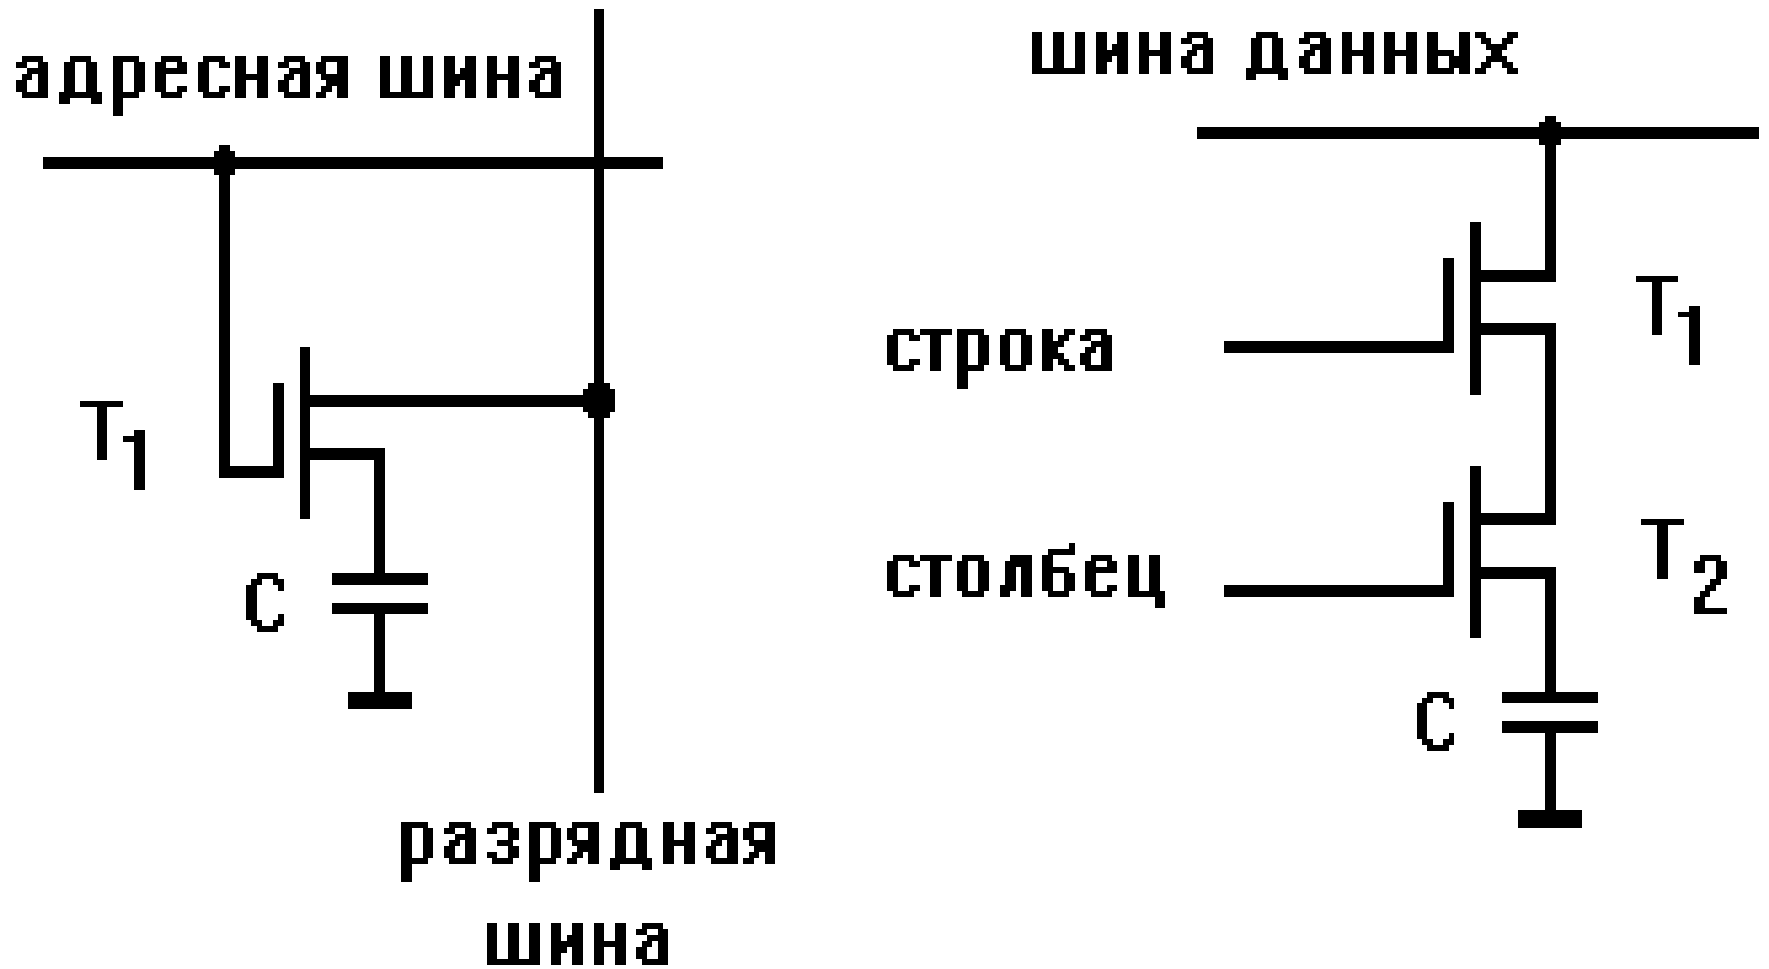 адресная шина
T1
C
разрядная
шина
шина данных
строка
T1
столбец
T2
C